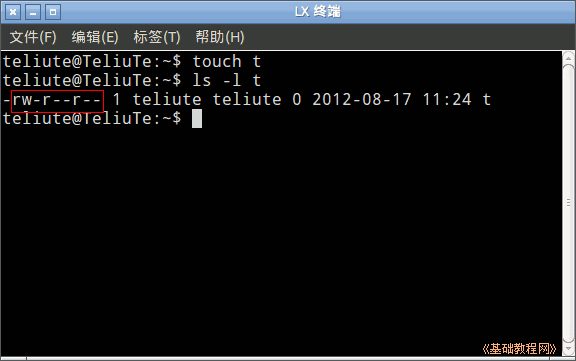 LX 终端
文件(F) 编辑(E) 标签(T) 帮助(H)
teliute@TeliuTe:~$ touch t
teliute@TeliuTe:~$ ls -l t
-rw-r--r-- 1 teliute teliute 0 2012-08-17 11:24 t
teliute@TeliuTe:~$
《基础教程网》